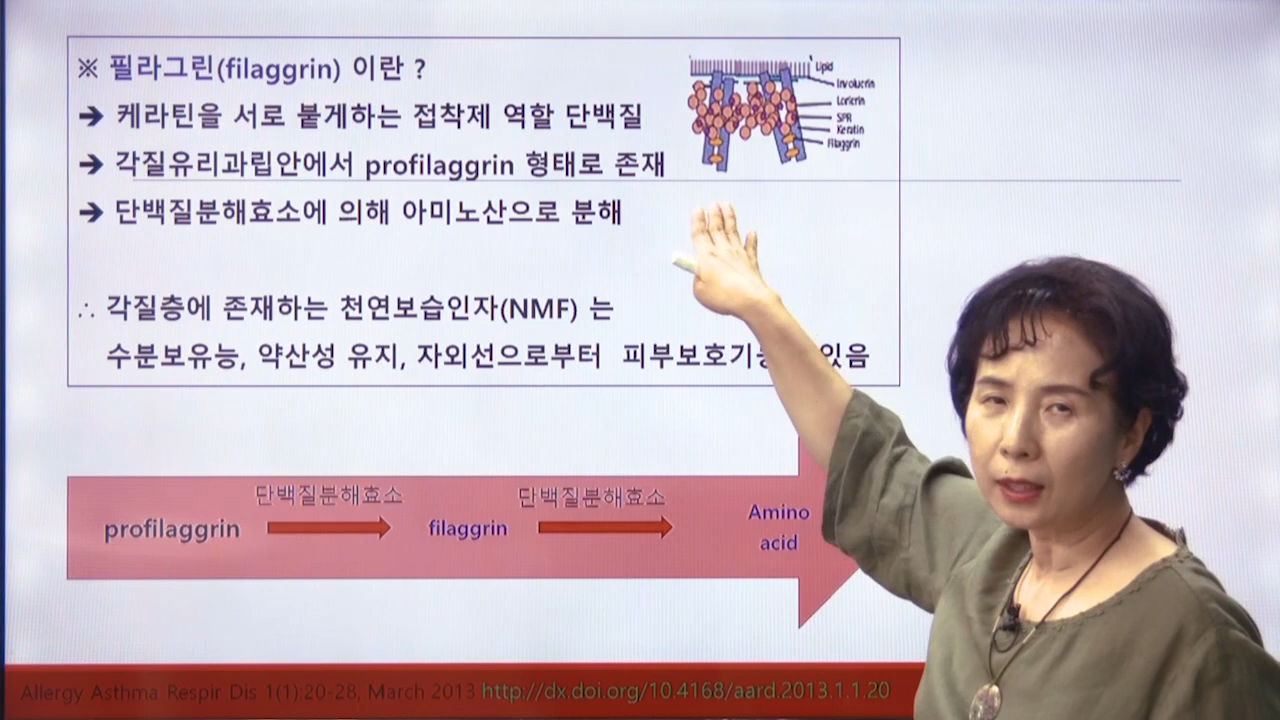 ※ 필라그린(filaggrin) 이란 ?
➔ 케라틴을 서로 붙게하는 접착제 역할 단백질
➔ 각질유리과립안에서 profilaggrin 형태로 존재
➔ 단백질분해효소에 의해 아미노산으로 분해
∴ 각질층에 존재하는 천연보습인자(NMF) 는
수분보유능, 약산성 유지, 자외선으로부터 피부보호기능 있음
Lipid
Involucrin
Loricrin
SPR
Keratin
Filaggrin
단백질분해효소 단백질분해효소
profilaggrin filaggrin Amino
acid
Allergy Asthma Respir Dis 1(1):20-28, March 2013 http://dx.doi.org/10.4168/aard.2013.1.1.20